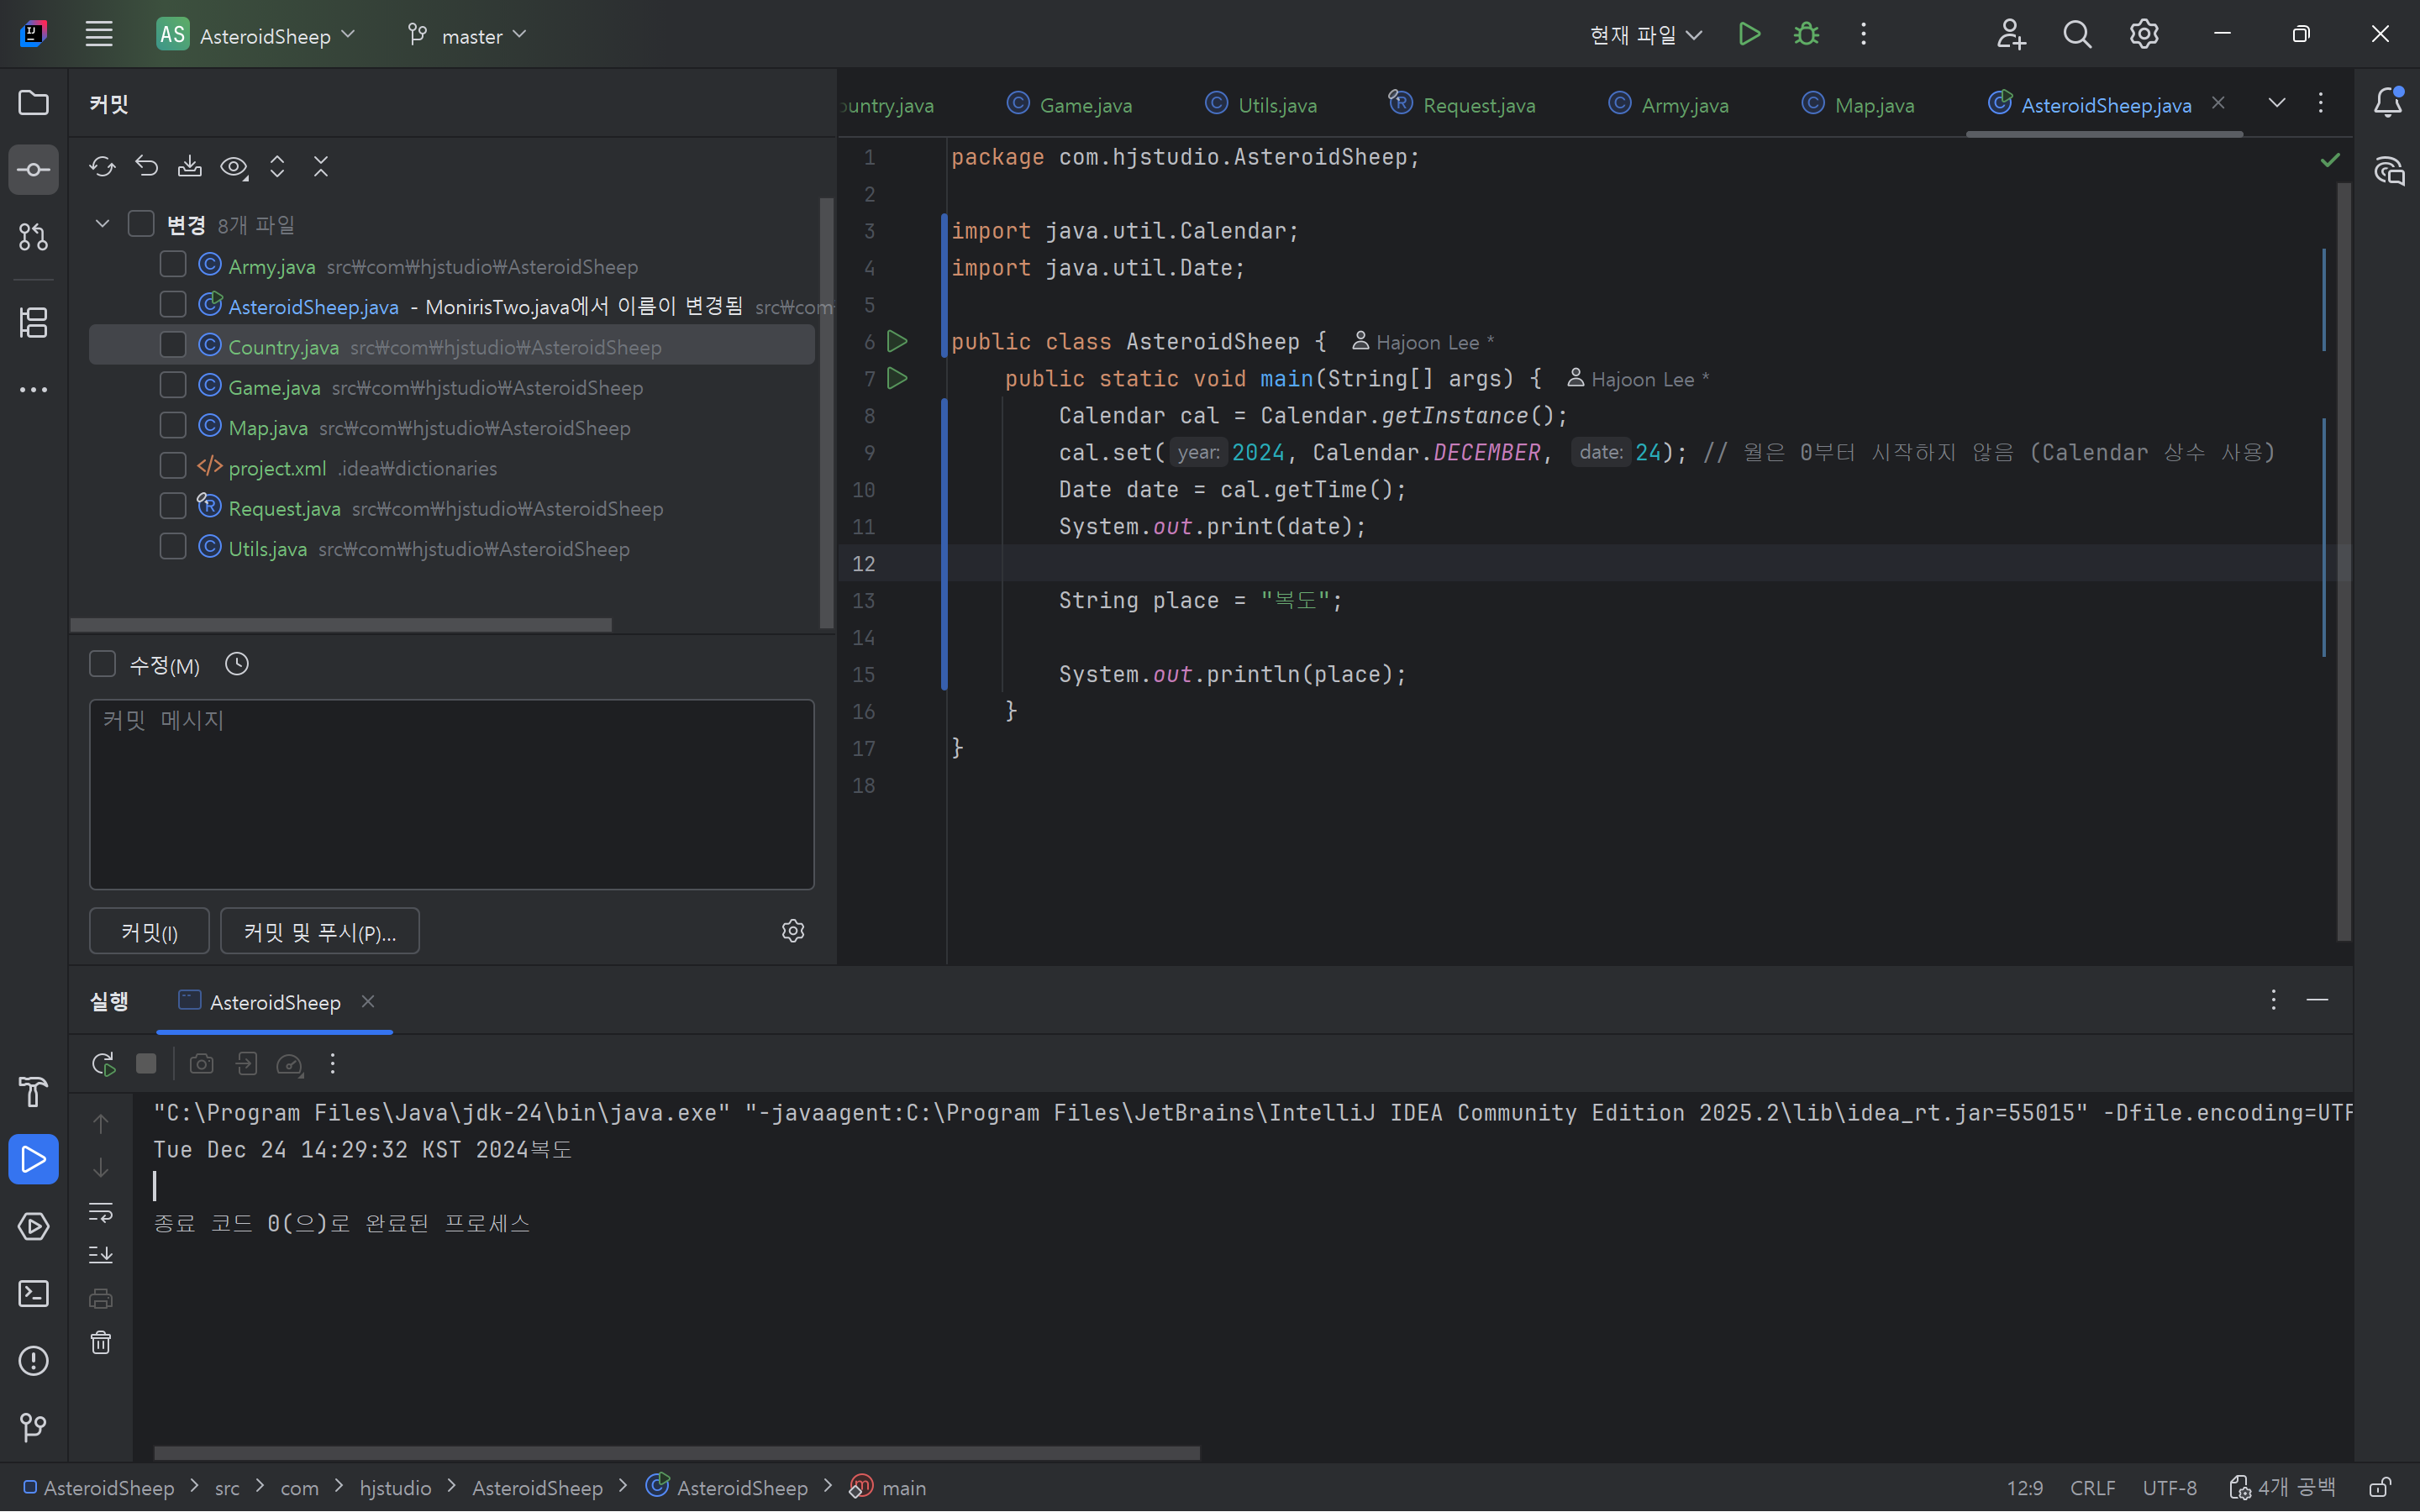 AS AsteroidSheep master 현재 파일
커밋
변경 8개 파일
Army.java src₩com₩hjstudio₩AsteroidSheep
AsteroidSheep.java - MonirisTwo.java에서 이름이 변경됨 src₩com
Country.java src₩com₩hjstudio₩AsteroidSheep
Game.java src₩com₩hjstudio₩AsteroidSheep
Map.java src₩com₩hjstudio₩AsteroidSheep
project.xml .idea₩dictionaries
Request.java src₩com₩hjstudio₩AsteroidSheep
Utils.java src₩com₩hjstudio₩AsteroidSheep
수정(M)
커밋 메시지
커밋(I) 커밋 및 푸시(P)...
ountry.java Game.java Utils.java Request.java Army.java Map.java AsteroidSheep.java
1 package com.hjstudio.AsteroidSheep;
2
3 import java.util.Calendar;
4 import java.util.Date;
5
6 public class AsteroidSheep { Hajoon Lee *
7 public static void main(String[] args) { Hajoon Lee *
8 Calendar cal = Calendar.getInstance();
9 cal.set( year: 2024, Calendar.DECEMBER, date: 24); // 월은 0부터 시작하지 않음 (Calendar 상수 사용)
10 Date date = cal.getTime();
11 System.out.print(date);
12
13 String place = "복도";
14
15 System.out.println(place);
16 }
17 }
18
실행 AsteroidSheep
"C:\Program Files\Java\jdk-24\bin\java.exe" "-javaagent:C:\Program Files\JetBrains\IntelliJ IDEA Community Edition 2025.2\lib\idea_rt.jar=55015" -Dfile.encoding=UTF
Tue Dec 24 14:29:32 KST 2024복도
종료 코드 0(으)로 완료된 프로세스
AsteroidSheep > src > com > hjstudio > AsteroidSheep > AsteroidSheep > main 12:9 CRLF UTF-8 4개 공백